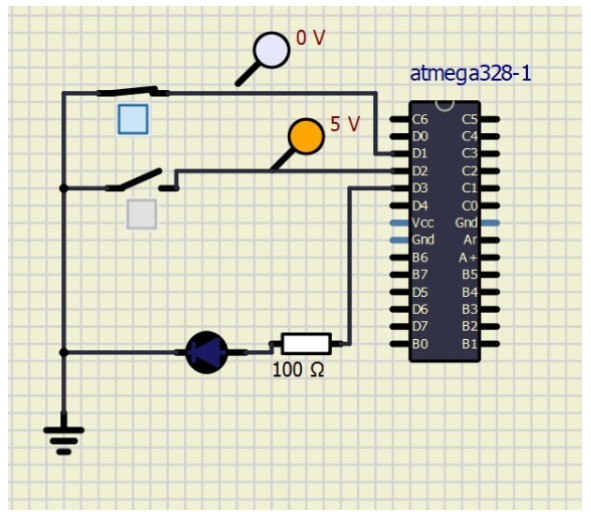 0 V
atmega328-1
5 V
C6 C5
D0 C4
D1 C3
D2 C2
D3 C1
D4 C0
Vcc Gnd
Gnd Ar
B6 A+
B7 B5
D5 B4
D6 B3
D7 B2
B0 B1
100 Ω